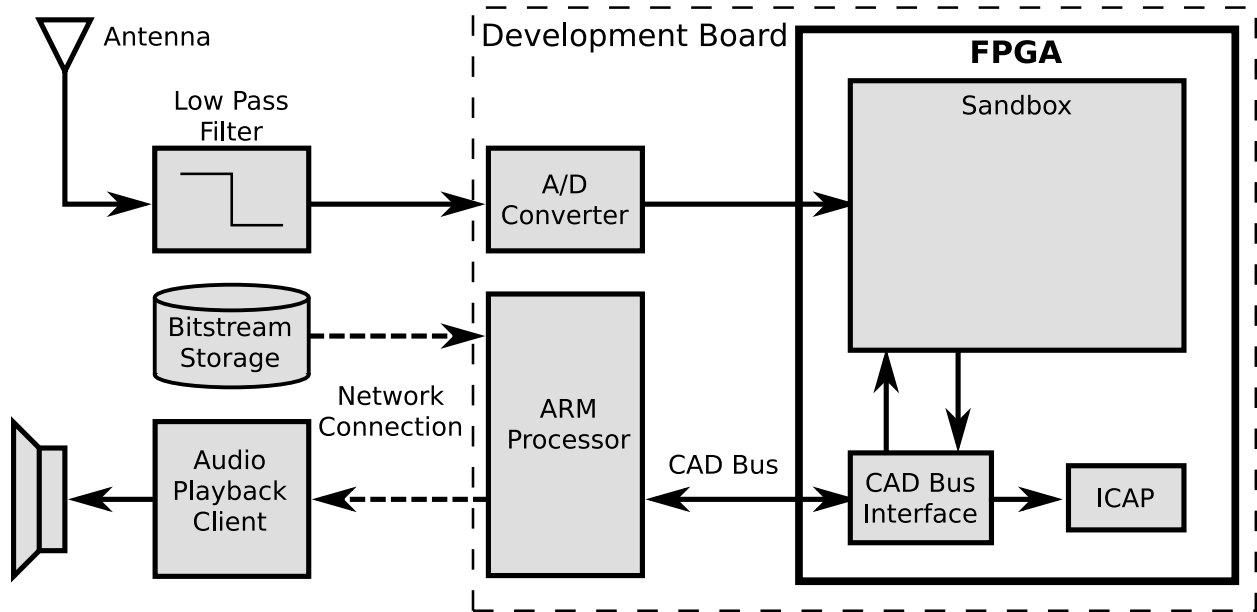 Antenna
Development Board
FPGA
Sandbox
Low Pass
Filter
A/D
Converter
Bitstream
Storage
Network
Connection
ARM
Processor
Audio
Playback
Client
CAD Bus
CAD Bus
Interface
ICAP